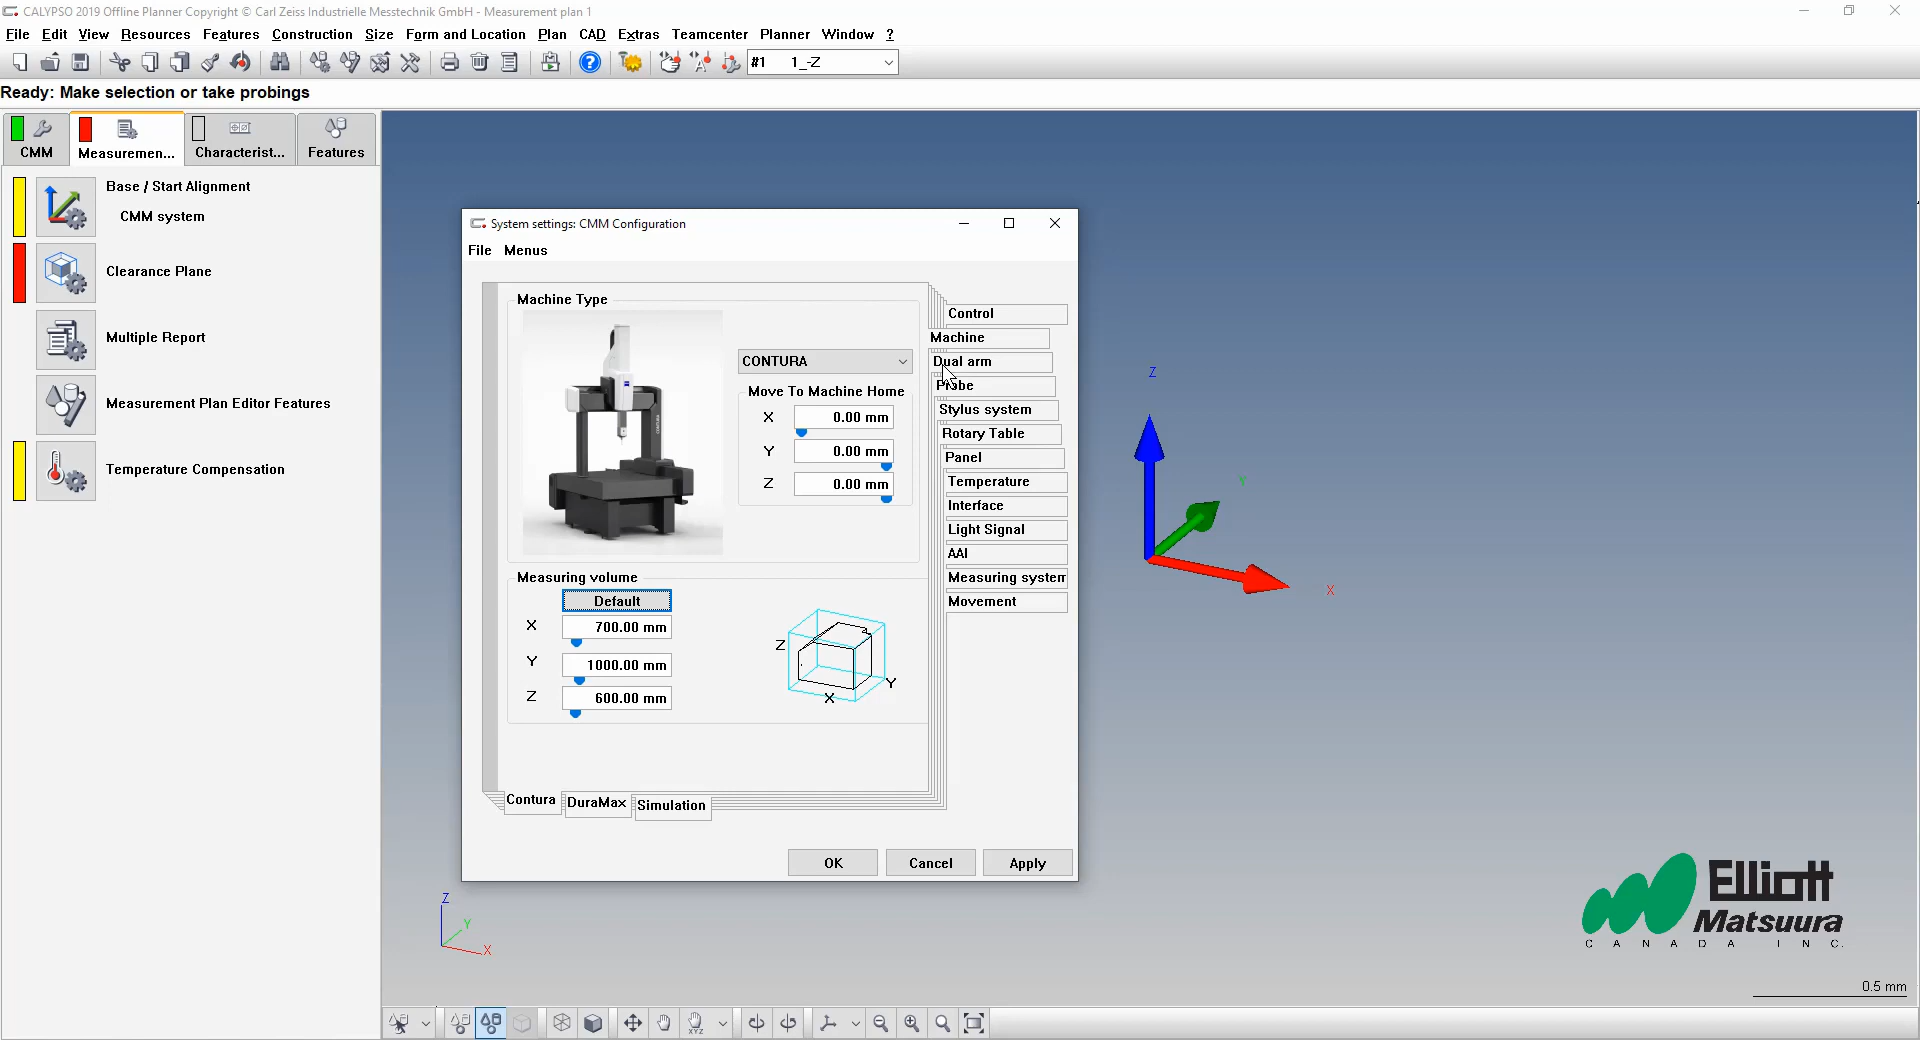 CALYPSO 2019 Offline Planner Copyright © Carl Zeiss Industrielle Messtechnik GmbH - Measurement plan 1
File Edit View Resources Features Construction Size Form and Location Plan CAD Extras Teamcenter Planner Window ?
#1 1_-Z
Ready: Make selection or take probings
CMM
Measuremen...
Characterist...
Features
Base / Start Alignment
CMM system
Clearance Plane
Multiple Report
Measurement Plan Editor Features
Temperature Compensation
System settings: CMM Configuration
File Menus
Machine Type
CONTURA
Move To Machine Home
X 0.00 mm
Y 0.00 mm
Z 0.00 mm
Measuring volume
Default
X 700.00 mm
Y 1000.00 mm
Z 600.00 mm
Z
Y
X
Control
Machine
Dual arm
Probe
Stylus system
Rotary Table
Panel
Temperature
Interface
Light Signal
AAI
Measuring system
Movement
Contura
DuraMax
Simulation
OK
Cancel
Apply
Z
Y
X
Z
Y
X
Elliott
Matsuura
CANADA INC.
0.5 mm
XYZ